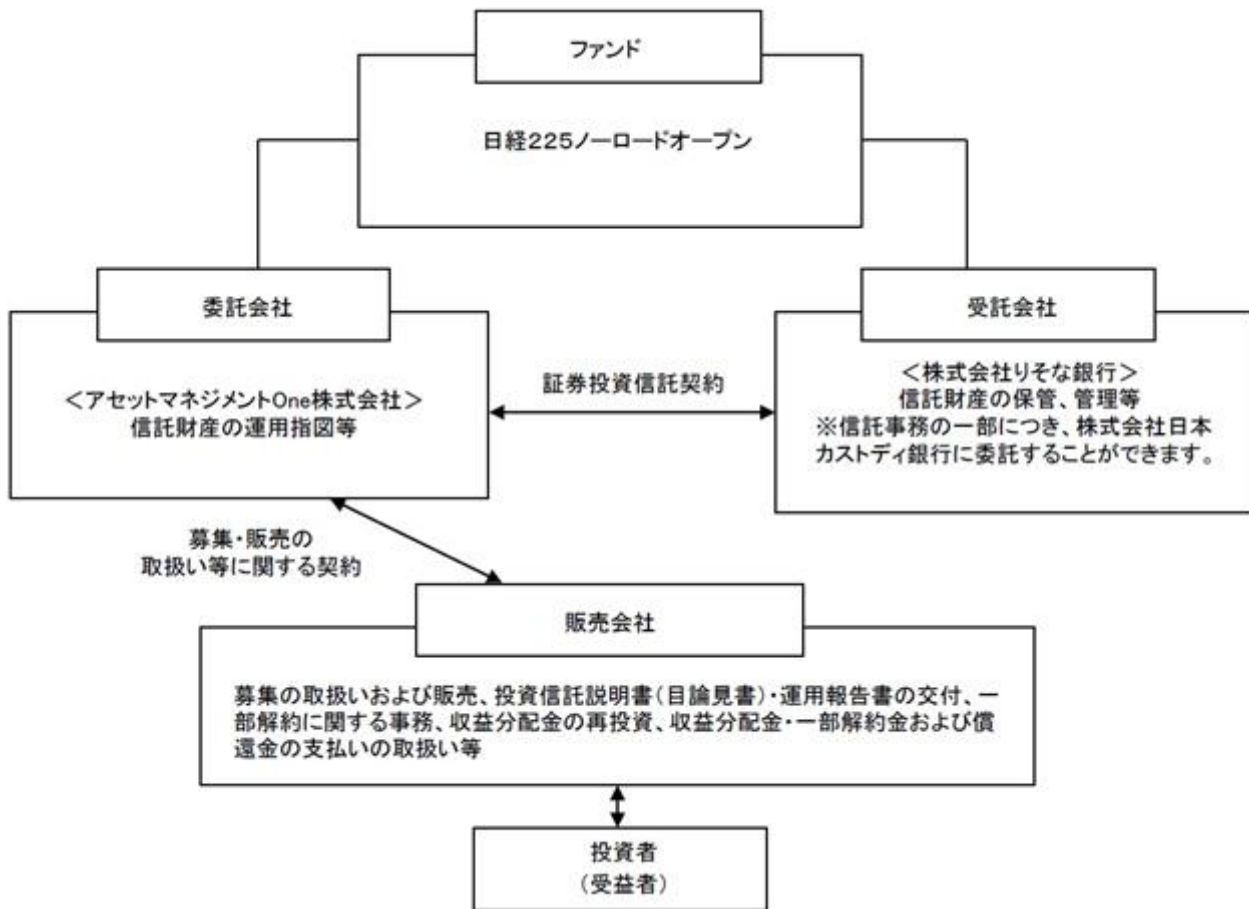 ファンド
日経225ノーロードオープン
委託会社
<アセットマネジメントOne株式会社>
信託財産の運用指図等
証券投資信託契約
受託会社
<株式会社りそな銀行>
信託財産の保管、管理等
※信託事務の一部につき、株式会社日本
カストディ銀行に委託することができます。
募集・販売の
取扱い等に関する契約
販売会社
募集の取扱いおよび販売、投資信託説明書(目論見書)・運用報告書の交付、一
部解約に関する事務、収益分配金の再投資、収益分配金・一部解約金および償
還金の支払いの取扱い等
投資者
(受益者)